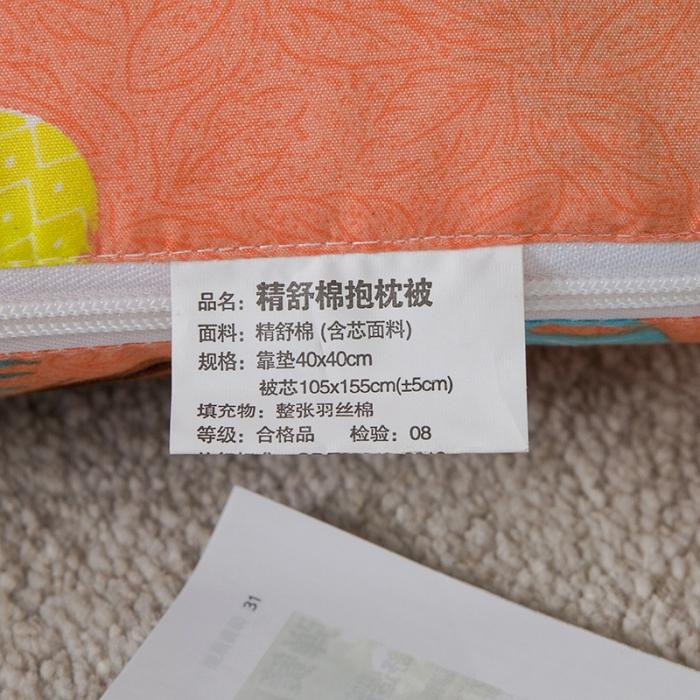 品名：精舒棉抱枕被
面料：精舒棉 (含芯面料)
规格：靠垫40x40cm
被芯105x155cm(±5cm)
填充物：整张羽丝棉
等级：合格品 检验：08
31